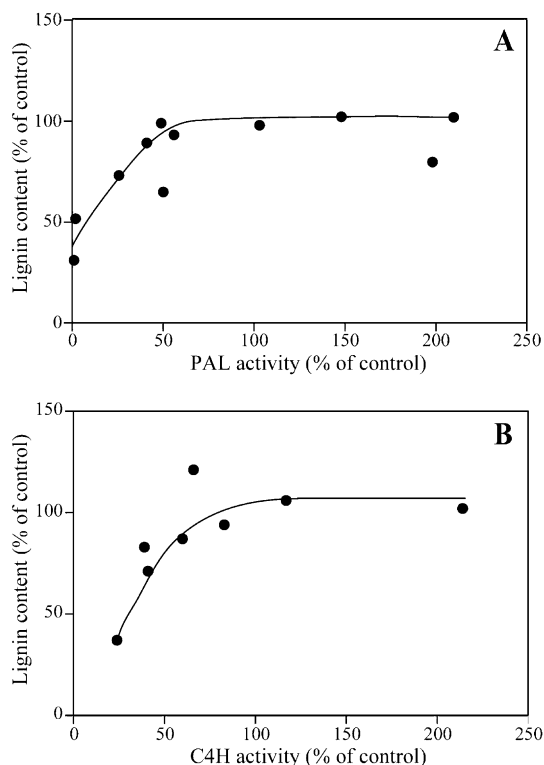 150
A
100
50
0
Lignin content (% of control)
0 50 100 150 200 250
PAL activity (% of control)
150
B
100
50
0
Lignin content (% of control)
0 50 100 150 200 250
C4H activity (% of control)